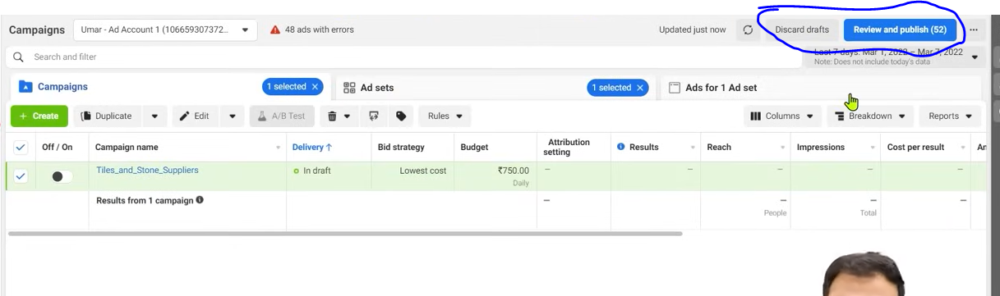 Campaigns
Umar - Ad Account 1 (106659307372...
48 ads with errors
Updated just now
Discard drafts
Review and publish (52)
Search and filter
Last 7 days: Mar 1, 2022 – Mar 7, 2022
Note: Does not include today's data
Campaigns
1 selected
Ad sets
1 selected
Ads for 1 Ad set
+ Create
Duplicate
Edit
A/B Test
Rules
Columns
Breakdown
Reports
Off / On
Campaign name
Delivery ↑
Bid strategy
Budget
Attribution
setting
Results
Reach
Impressions
Cost per result
Am
Tiles_and_Stone_Suppliers
In draft
Lowest cost
₹750.00
Daily
—
—
—
—
—
Results from 1 campaign
—
—
People
—
Total
—